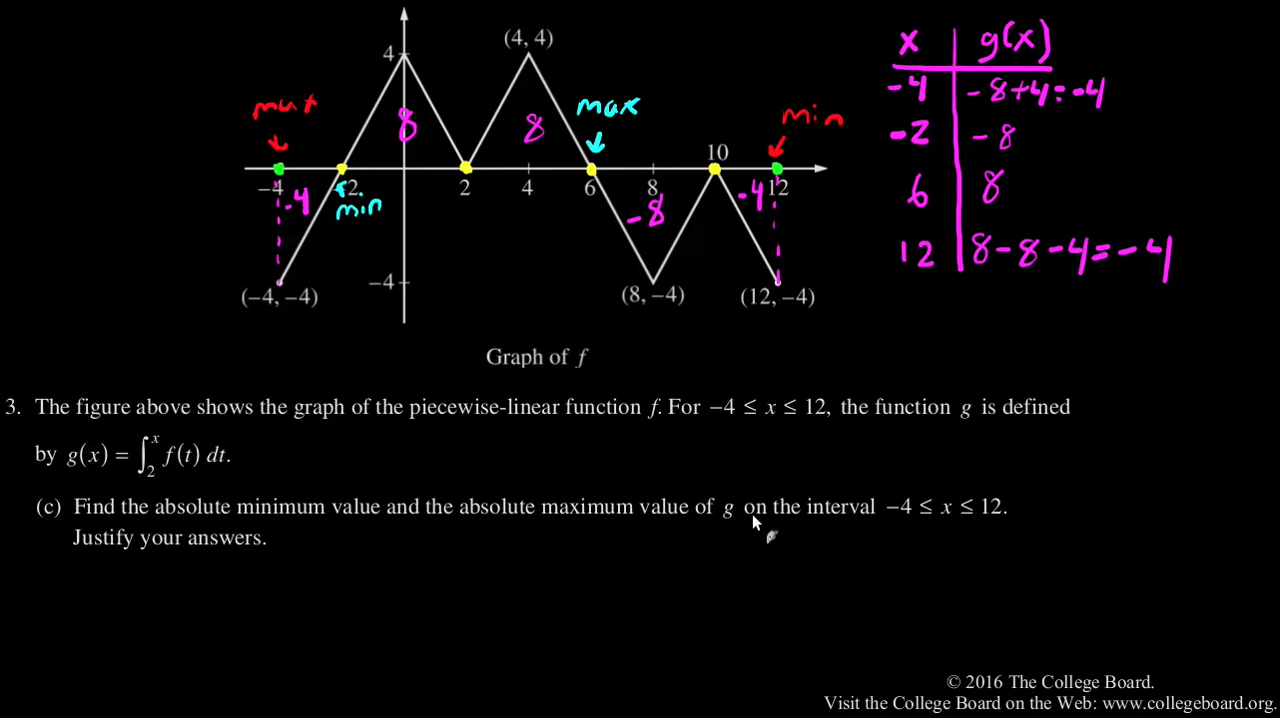 x g(x)
(4, 4)
4
-4 -8+4=-4
max
max
min
8
8
-2 -8
10
−4
2
2
4
6
8
12
-4
min
-8
-4
6 8
12 8-8-4=-4
−4
(−4, −4)
(8, −4)
(12, −4)
Graph of f
3. The figure above shows the graph of the piecewise-linear function f. For −4 ≤ x ≤ 12, the function g is defined
by g(x) = ∫₂ˣ f(t) dt.
(c) Find the absolute minimum value and the absolute maximum value of g on the interval −4 ≤ x ≤ 12.
Justify your answers.
© 2016 The College Board.
Visit the College Board on the Web: www.collegeboard.org.